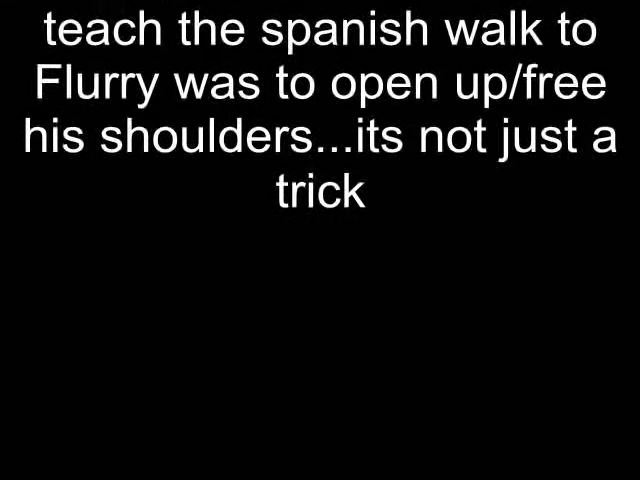 teach the spanish walk to
Flurry was to open up/free
his shoulders...its not just a
trick